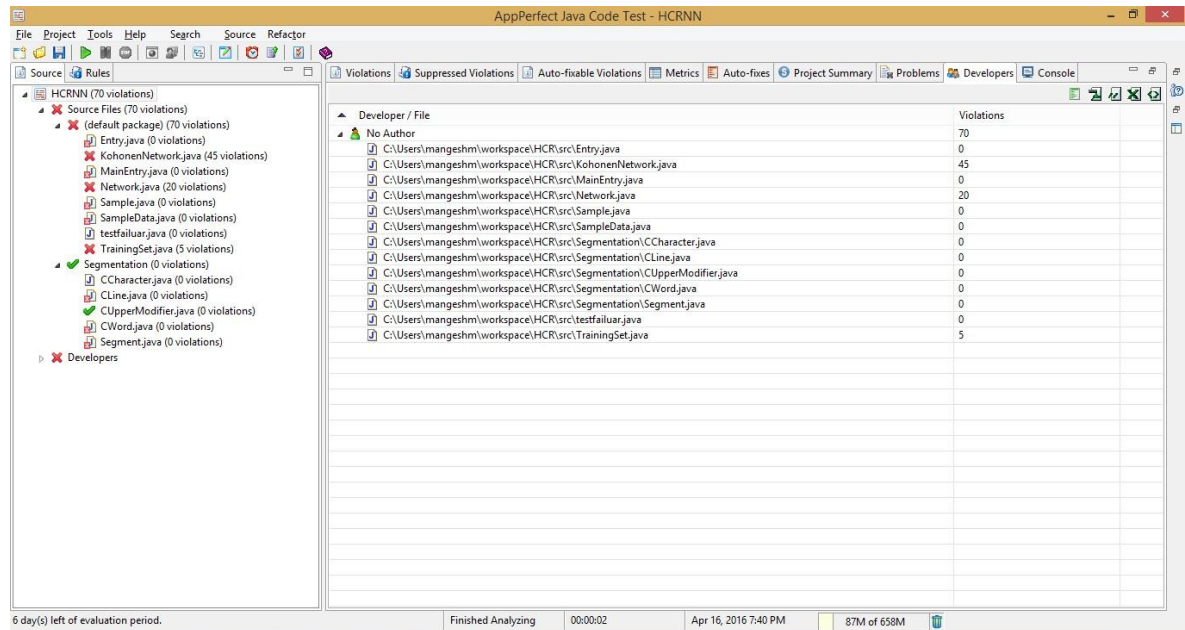 AppPerfect Java Code Test - HCRNN
File Project Tools Help Search Source Refactor
Source Rules
HCRNN (70 violations)
Source Files (70 violations)
(default package) (70 violations)
Entry.java (0 violations)
KohonenNetwork.java (45 violations)
MainEntry.java (0 violations)
Network.java (20 violations)
Sample.java (0 violations)
SampleData.java (0 violations)
testfailuar.java (0 violations)
TrainingSet.java (5 violations)
Segmentation (0 violations)
CCharacter.java (0 violations)
CLine.java (0 violations)
CUpperModifier.java (0 violations)
CWord.java (0 violations)
Segment.java (0 violations)
Developers
Violations Suppressed Violations Auto-fixable Violations Metrics Auto-fixes Project Summary Problems Developers Console
Developer / File Violations
No Author 70
C:\Users\mangeshm\workspace\HCR\src\Entry.java 0
C:\Users\mangeshm\workspace\HCR\src\KohonenNetwork.java 45
C:\Users\mangeshm\workspace\HCR\src\MainEntry.java 0
C:\Users\mangeshm\workspace\HCR\src\Network.java 20
C:\Users\mangeshm\workspace\HCR\src\Sample.java 0
C:\Users\mangeshm\workspace\HCR\src\SampleData.java 0
C:\Users\mangeshm\workspace\HCR\src\Segmentation\CCharacter.java 0
C:\Users\mangeshm\workspace\HCR\src\Segmentation\CLine.java 0
C:\Users\mangeshm\workspace\HCR\src\Segmentation\CUpperModifier.java 0
C:\Users\mangeshm\workspace\HCR\src\Segmentation\CWord.java 0
C:\Users\mangeshm\workspace\HCR\src\Segmentation\Segment.java 0
C:\Users\mangeshm\workspace\HCR\src\testfailuar.java 0
C:\Users\mangeshm\workspace\HCR\src\TrainingSet.java 5
6 day(s) left of evaluation period. Finished Analyzing 00:00:02 Apr 16, 2016 7:40 PM 87M of 658M